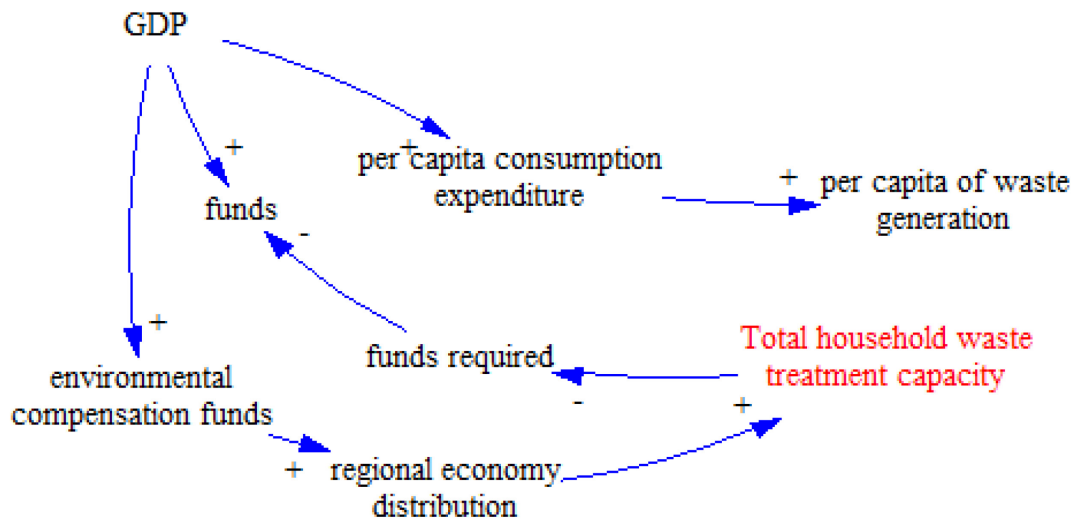 GDP
+
+
per capita consumption
expenditure
+
per capita of waste
generation
funds
-
+
funds required
Total household waste
treatment capacity
environmental
compensation funds
-
+
+
regional economy
distribution